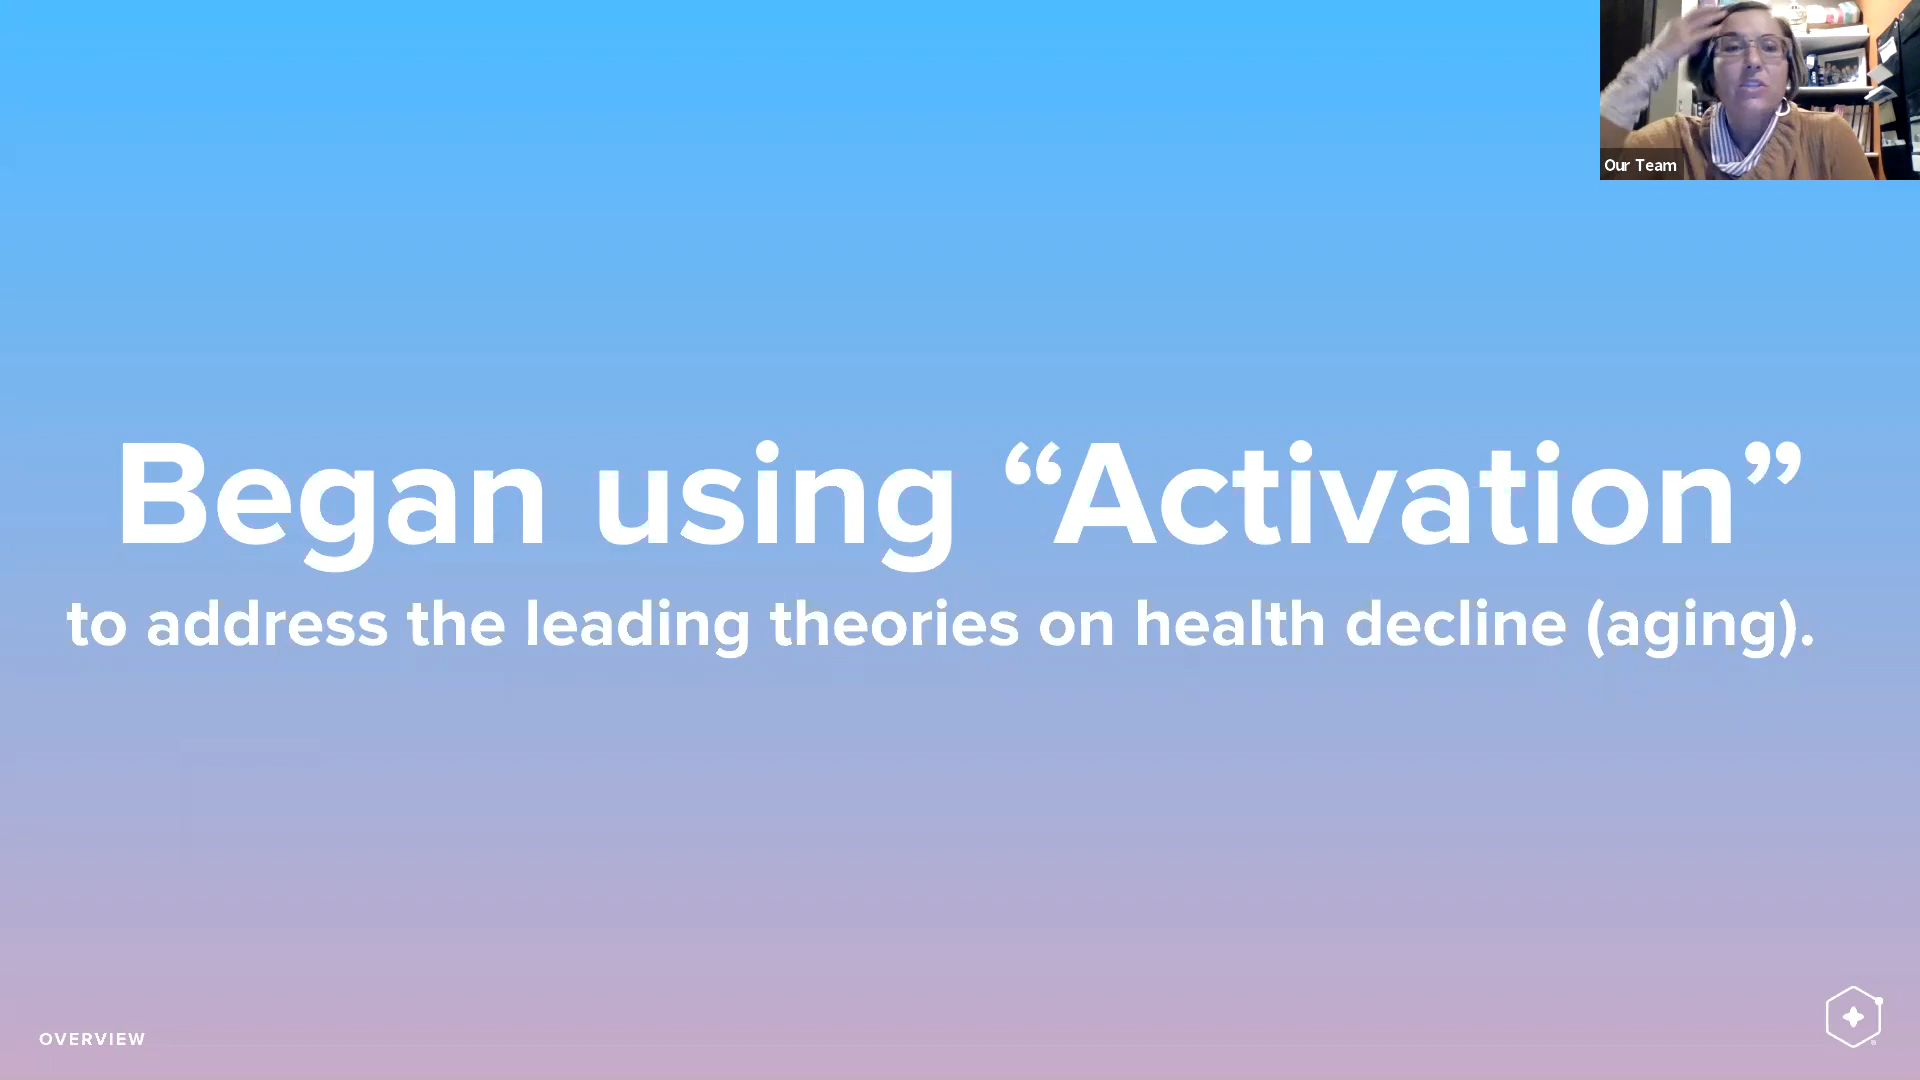 Our Team
Began using “Activation”
to address the leading theories on health decline (aging).
OVERVIEW